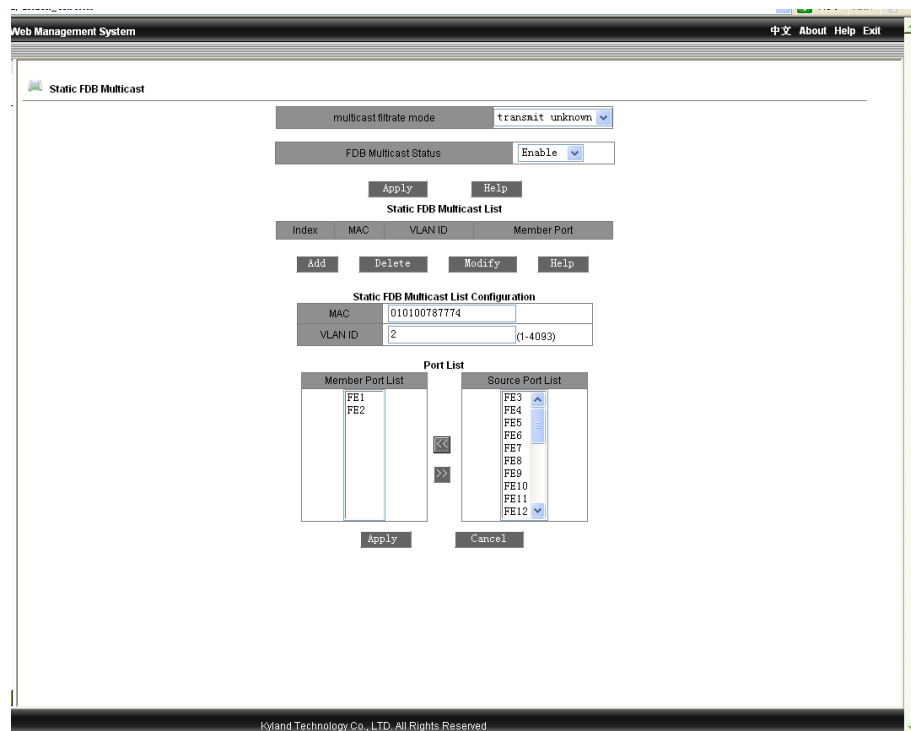 Web Management System
中文 About Help Exit
Static FDB Multicast
multicast filtrate mode transmit unknown
FDB Multicast Status Enable
Apply Help
Static FDB Multicast List
Index MAC VLAN ID Member Port
Add Delete Modify Help
Static FDB Multicast List Configuration
MAC 010100787774
VLAN ID 2 (1-4093)
Port List
Member Port List Source Port List
FE1 FE3
FE2 FE4
FE5
FE6
<< FE7
FE8
>> FE9
FE10
FE11
FE12
Apply Cancel
Kyland Technology Co., LTD. All Rights Reserved